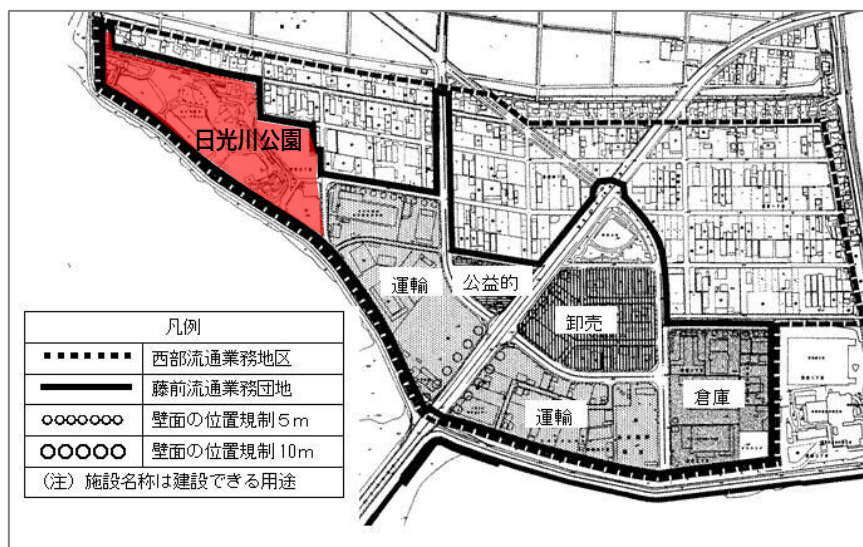 日光川公園
運輸
公益的
卸売
運輸
倉庫
凡例
西部流通業務地区
藤前流通業務団地
壁面の位置規制5m
壁面の位置規制10m
(注) 施設名称は建設できる用途